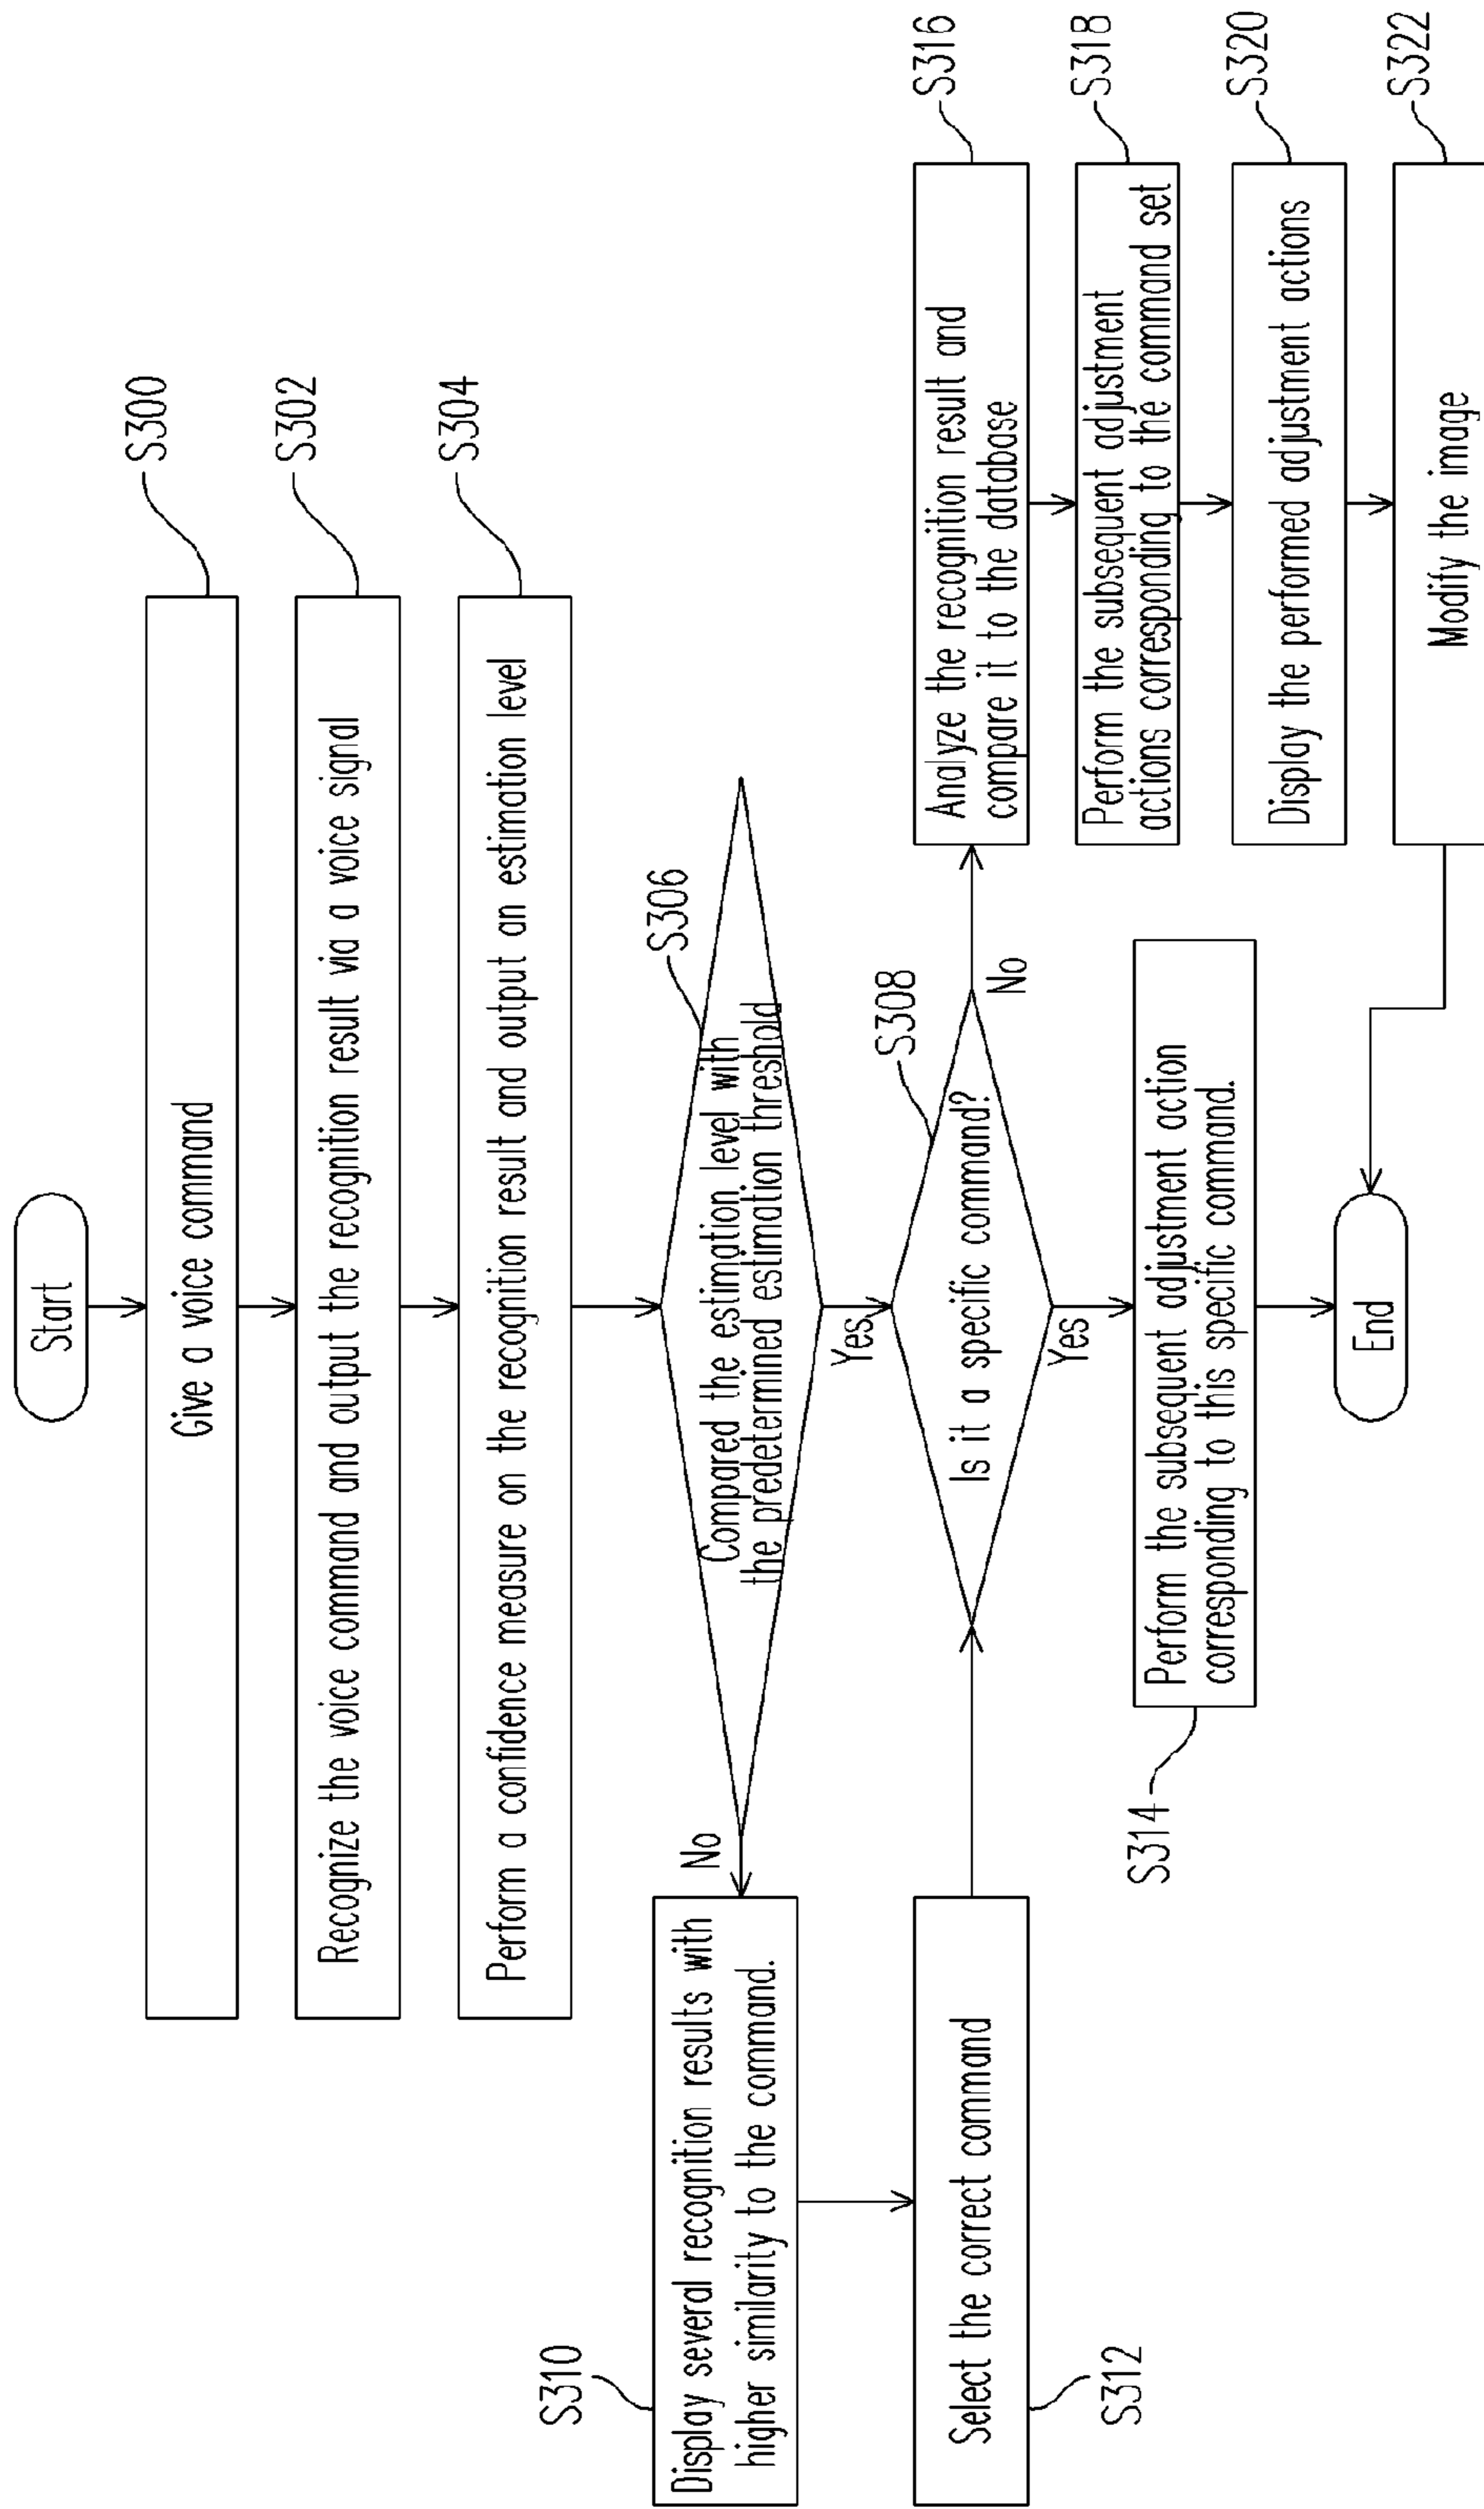 Start
Give a voice command
S300
Recognize the voice command and output the recognition result via a voice signal
S302
Perform a confidence measure on the recognition result and output an estimation level
S304
Compared the estimation level with
the predetermined estimation threshold
S306
No
Yes
Display several recognition results with
higher similarity to the command.
S310
Select the correct command
S312
Is it a specific command?
S308
No
Yes
Analyze the recognition result and
compare it to the database
S316
Perform the subsequent adjustment
actions corresponding to the command set
S318
Perform the subsequent adjustment action
corresponding to this specific command.
S314
Display the performed adjustment actions
S320
Modify the image
S322
End